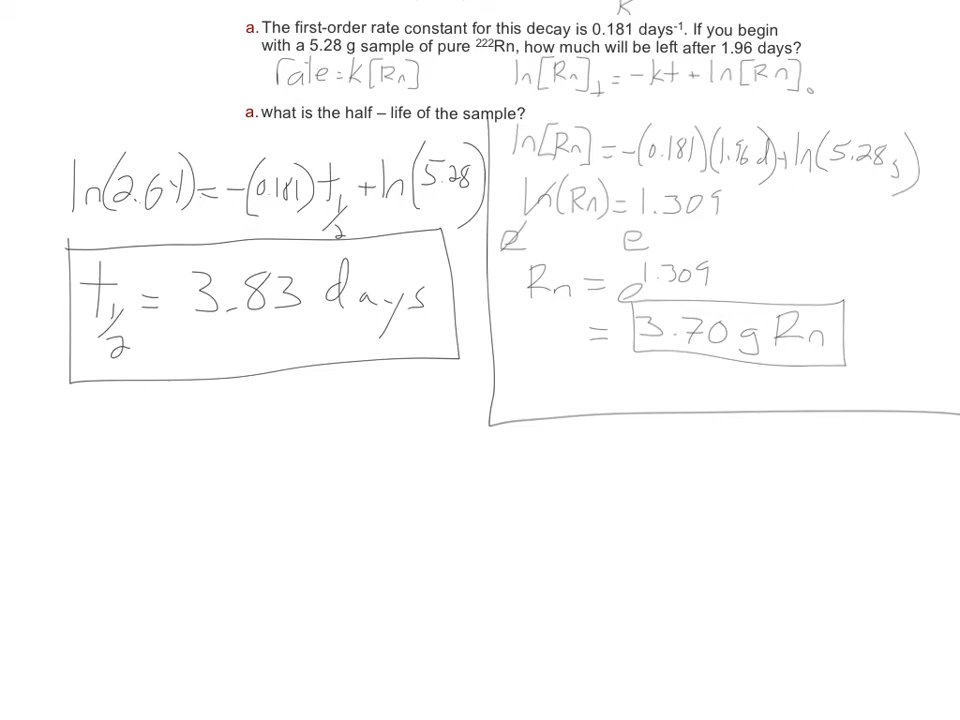 k
a. The first-order rate constant for this decay is 0.181 days⁻¹. If you begin
with a 5.28 g sample of pure ²²²Rn, how much will be left after 1.96 days?
rate = k[Rn]
ln[Rn]ₜ = -kt + ln[Rn]₀
a. what is the half – life of the sample?
ln(2.64) = -(0.181)t½ + ln(5.28)
t½ = 3.83 days
ln[Rn] = -(0.181)(1.96 d) + ln(5.28g)
ln(Rn) = 1.309
e e
Rn = e^1.309
= 3.70 g Rn